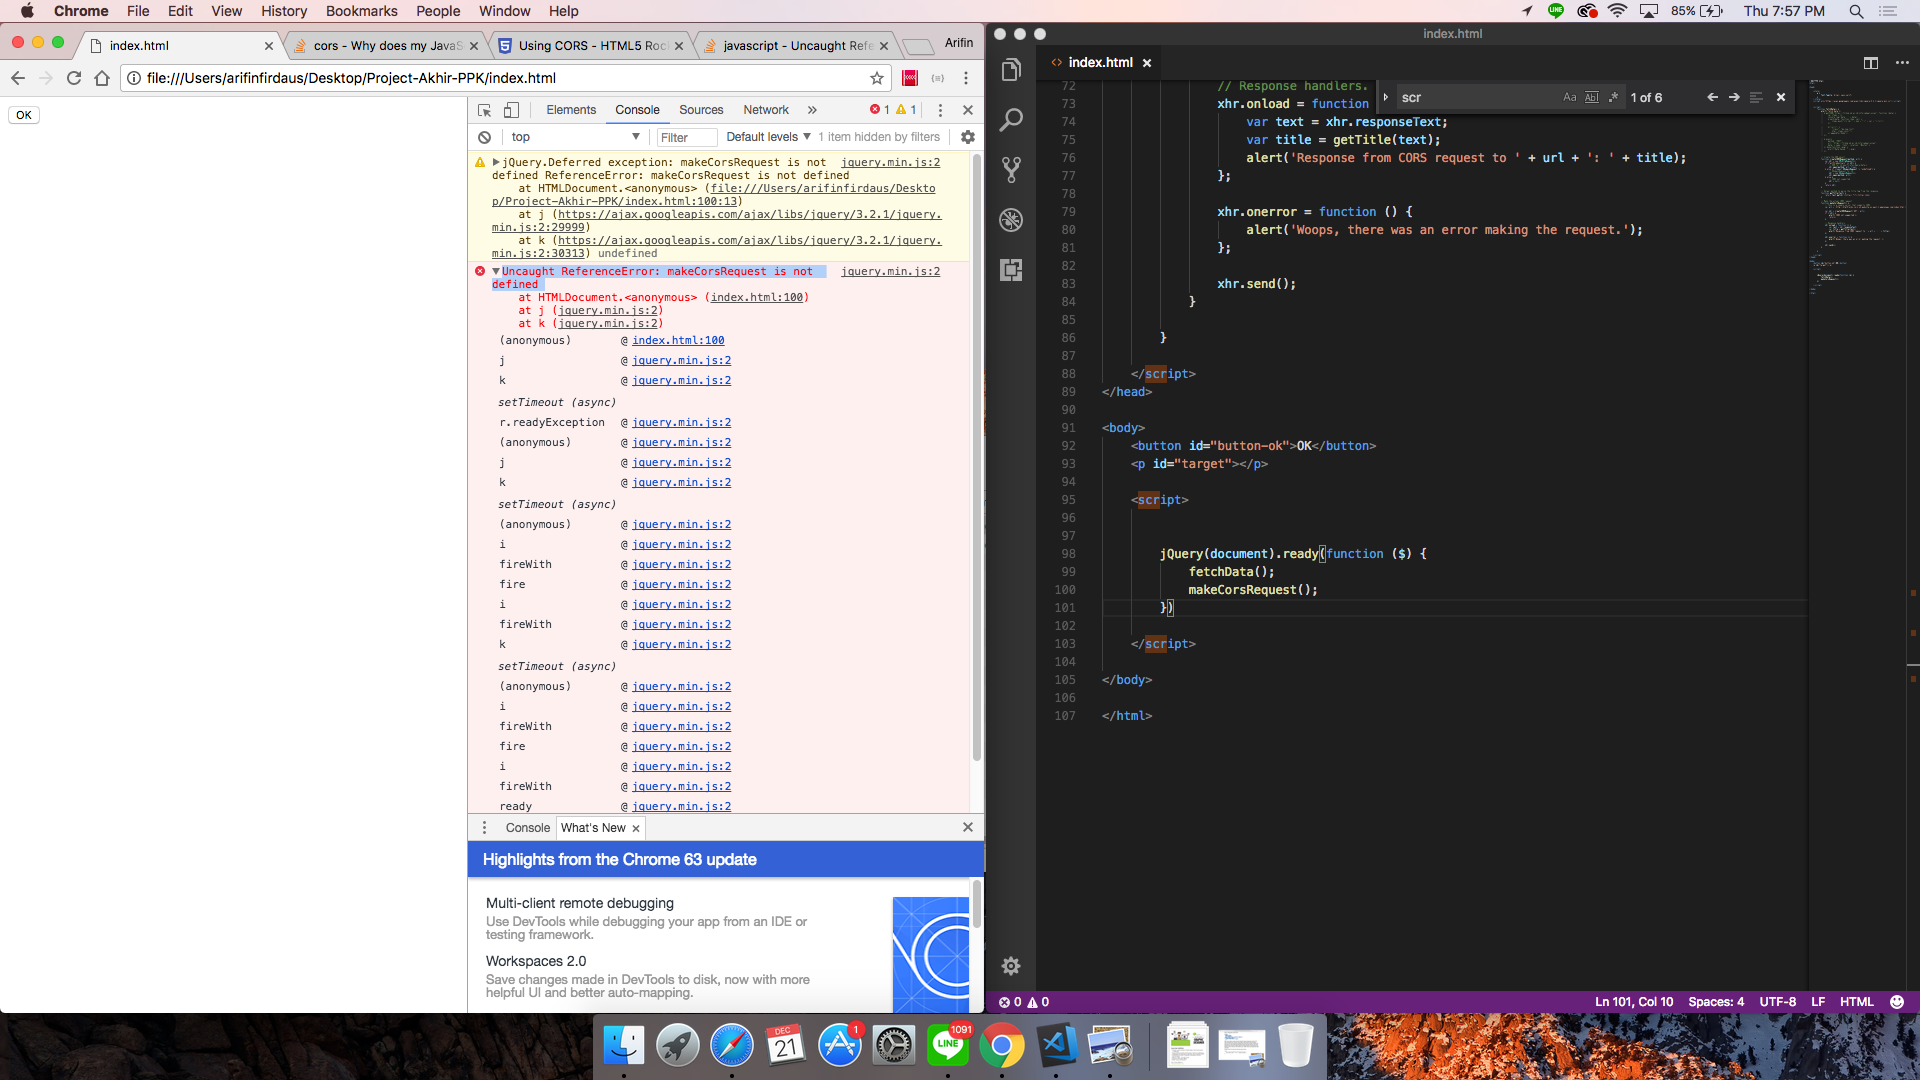 Chrome File Edit View History Bookmarks People Window Help
85% Thu 7:57 PM
index.html
cors - Why does my JavaS
Using CORS - HTML5 Roc
javascript - Uncaught Refe
Arifin
file:///Users/arifinfirdaus/Desktop/Project-Akhir-PPK/index.html
OK
Elements Console Sources Network » 1 1
top Filter Default levels 1 item hidden by filters
jQuery.Deferred exception: makeCorsRequest is not jquery.min.js:2
defined ReferenceError: makeCorsRequest is not defined
at HTMLDocument.<anonymous> (file:///Users/arifinfirdaus/Deskto
p/Project-Akhir-PPK/index.html:100:13)
at j (https://ajax.googleapis.com/ajax/libs/jquery/3.2.1/jquery.
min.js:2:29999)
at k (https://ajax.googleapis.com/ajax/libs/jquery/3.2.1/jquery.
min.js:2:30313) undefined
Uncaught ReferenceError: makeCorsRequest is not jquery.min.js:2
defined
at HTMLDocument.<anonymous> (index.html:100)
at j (jquery.min.js:2)
at k (jquery.min.js:2)
(anonymous) @ index.html:100
j @ jquery.min.js:2
k @ jquery.min.js:2
setTimeout (async)
r.readyException @ jquery.min.js:2
(anonymous) @ jquery.min.js:2
j @ jquery.min.js:2
k @ jquery.min.js:2
setTimeout (async)
(anonymous) @ jquery.min.js:2
i @ jquery.min.js:2
fireWith @ jquery.min.js:2
fire @ jquery.min.js:2
i @ jquery.min.js:2
fireWith @ jquery.min.js:2
k @ jquery.min.js:2
setTimeout (async)
(anonymous) @ jquery.min.js:2
i @ jquery.min.js:2
fireWith @ jquery.min.js:2
fire @ jquery.min.js:2
i @ jquery.min.js:2
fireWith @ jquery.min.js:2
ready @ jquery.min.js:2
Console What's New
Highlights from the Chrome 63 update
Multi-client remote debugging
Use DevTools while debugging your app from an IDE or
testing framework.
Workspaces 2.0
Save changes made in DevTools to disk, now with more
helpful UI and better auto-mapping.
index.html
index.html
scr Aa Abl .* 1 of 6
72 // Response handlers.
73 xhr.onload = function
74 var text = xhr.responseText;
75 var title = getTitle(text);
76 alert('Response from CORS request to ' + url + ': ' + title);
77 };
78
79 xhr.onerror = function () {
80 alert('Woops, there was an error making the request.');
81 };
82
83 xhr.send();
84 }
85
86 }
87
88 </script>
89 </head>
90
91 <body>
92 <button id="button-ok">OK</button>
93 <p id="target"></p>
94
95 <script>
96
97
98 jQuery(document).ready(function ($) {
99 fetchData();
100 makeCorsRequest();
101 })
102
103 </script>
104
105 </body>
106
107 </html>
0 0 Ln 101, Col 10 Spaces: 4 UTF-8 LF HTML
DEC
21
1
LINE
1091